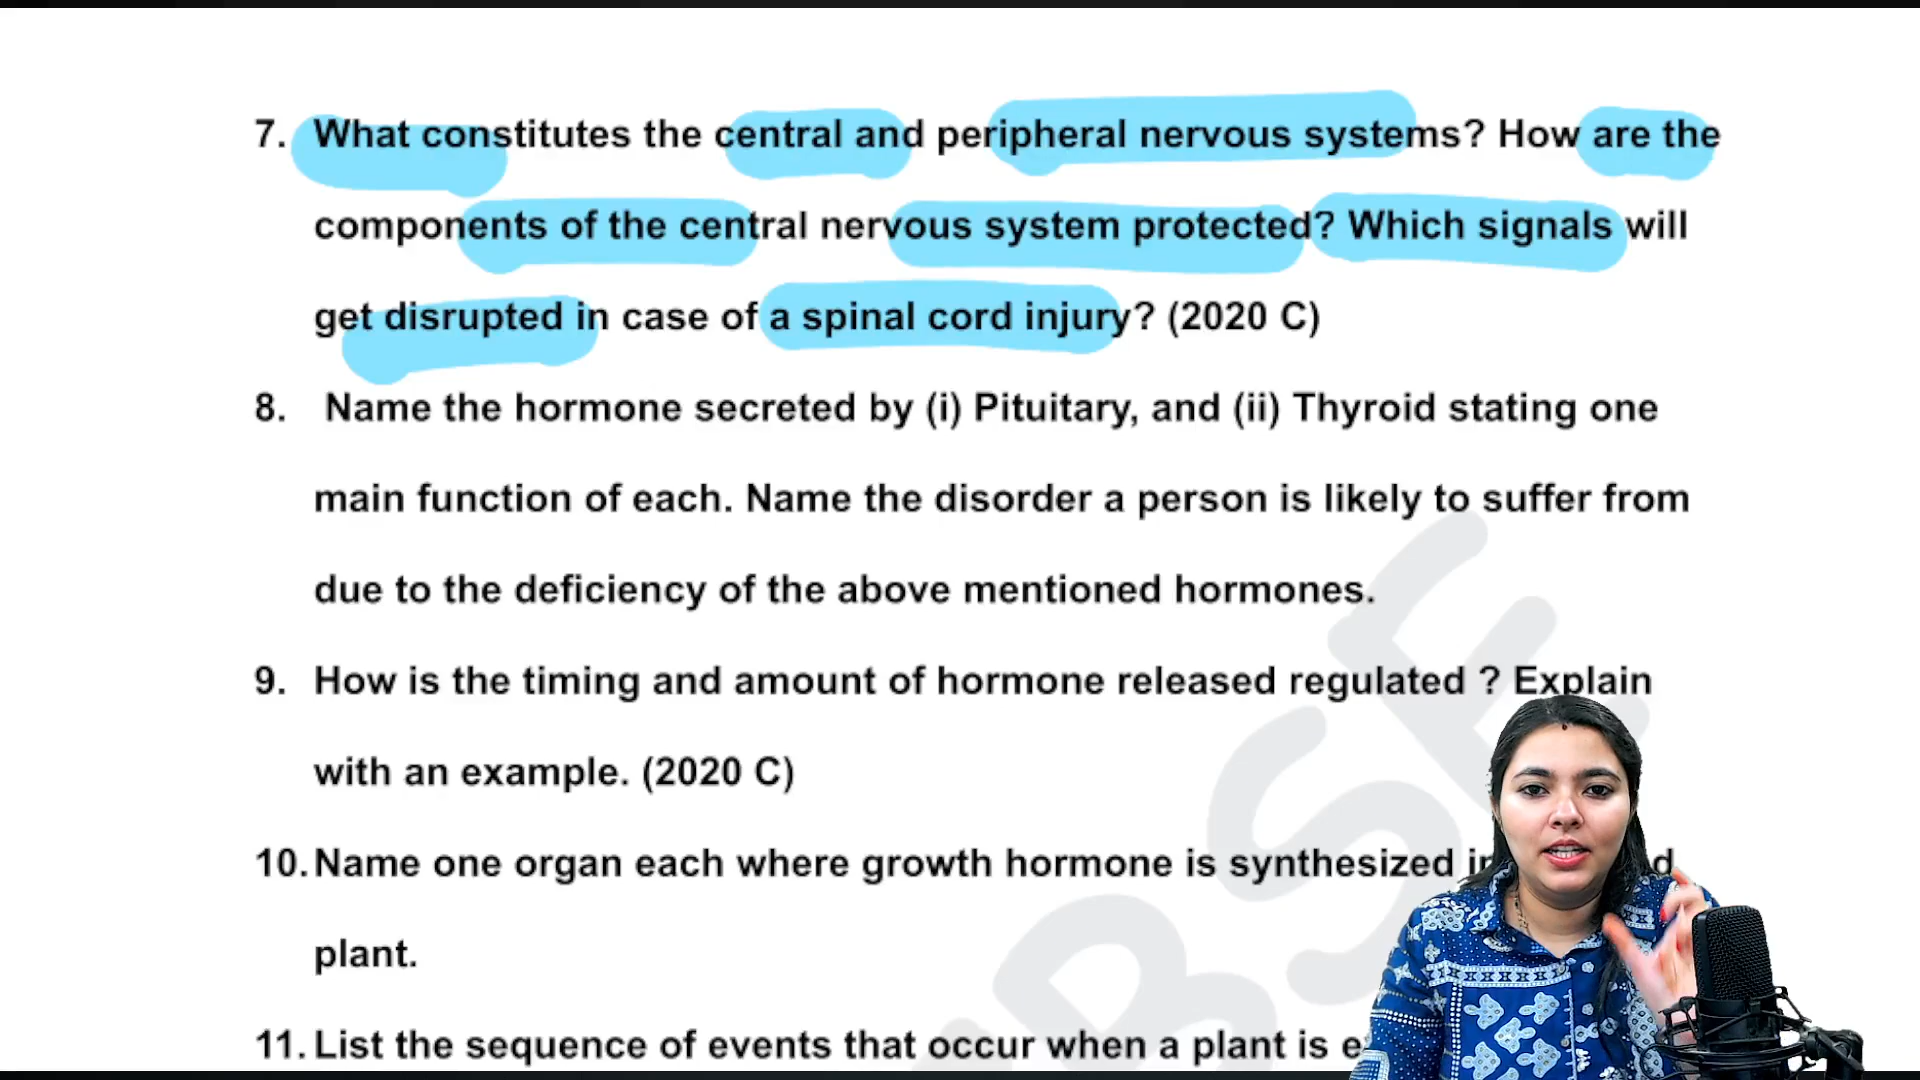 7. What constitutes the central and peripheral nervous systems? How are the
components of the central nervous system protected? Which signals will
get disrupted in case of a spinal cord injury? (2020 C)
8. Name the hormone secreted by (i) Pituitary, and (ii) Thyroid stating one
main function of each. Name the disorder a person is likely to suffer from
due to the deficiency of the above mentioned hormones.
9. How is the timing and amount of hormone released regulated ? Explain
with an example. (2020 C)
10. Name one organ each where growth hormone is synthesized
plant.
11. List the sequence of events that occur when a plant is